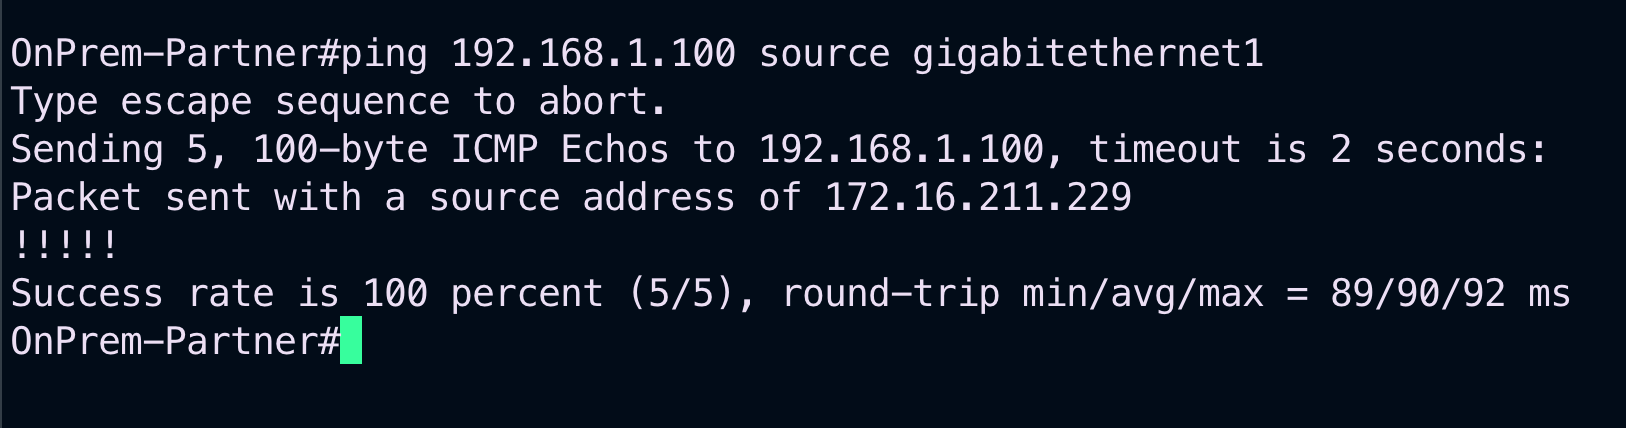 OnPrem-Partner#ping 192.168.1.100 source gigabitethernet1
Type escape sequence to abort.
Sending 5, 100-byte ICMP Echos to 192.168.1.100, timeout is 2 seconds:
Packet sent with a source address of 172.16.211.229
!!!!!
Success rate is 100 percent (5/5), round-trip min/avg/max = 89/90/92 ms
OnPrem-Partner#